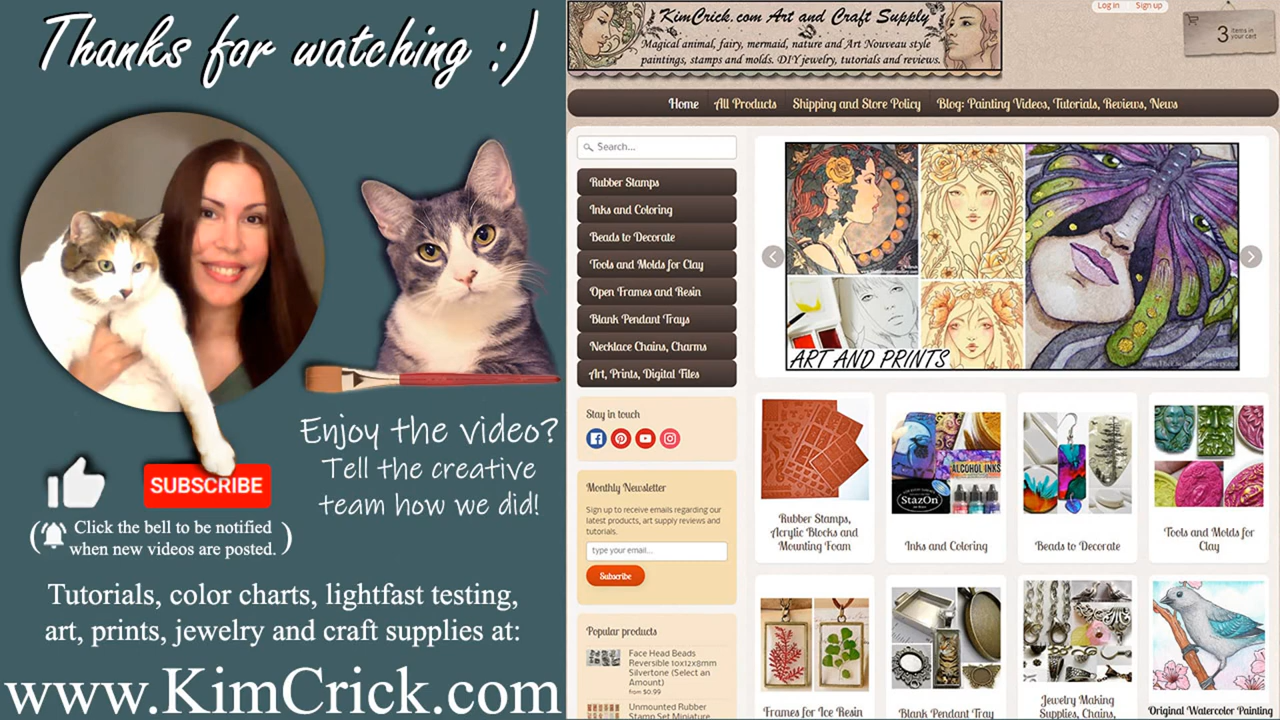 Thanks for watching :)
SUBSCRIBE
Enjoy the video?
Tell the creative
team how we did!
( Click the bell to be notified
when new videos are posted. )
Tutorials, color charts, lightfast testing,
art, prints, jewelry and craft supplies at:
www.KimCrick.com
KimCrick.com Art and Craft Supply
Magical animal, fairy, mermaid, nature and Art Nouveau style
paintings, stamps and molds. DIY jewelry, tutorials and reviews.
Log in
Sign up
3 items in
your cart
Home
All Products
Shipping and Store Policy
Blog: Painting Videos, Tutorials, Reviews, News
Search...
Rubber Stamps
Inks and Coloring
Beads to Decorate
Tools and Molds for Clay
Open Frames and Resin
Blank Pendant Trays
Necklace Chains, Charms
Art, Prints, Digital Files
Stay in touch
Monthly Newsletter
Sign up to receive emails regarding our
latest products, art supply reviews and
tutorials.
type your email...
Subscribe
Popular products
Face Head Beads
Reversible 10x12x8mm
Silvertone (Select an
Amount)
from $0.99
Unmounted Rubber
Stamp Set Miniature
ART AND PRINTS
Rubber Stamps,
Acrylic Blocks and
Mounting Foam
ALCOHOL INKS
StazOn
Inks and Coloring
Beads to Decorate
Tools and Molds for
Clay
Frames for Ice Resin
Blank Pendant Tray
Jewelry Making
Supplies, Chains,
Original Watercolor Painting